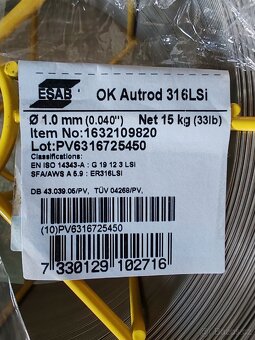 ESAB OK Autrod 316LSi
Ø 1.0 mm (0.040") Net 15 kg (33lb)
Item No:1632109820
Lot:PV6316725450
Classifications:
EN ISO 14343-A : G 19 12 3 LSI
SFA/AWS A 5.9 : ER316LSI
DB 43.039.05/PV, TÜV 04268/PV,
(10)PV6316725450
7 330129 102716